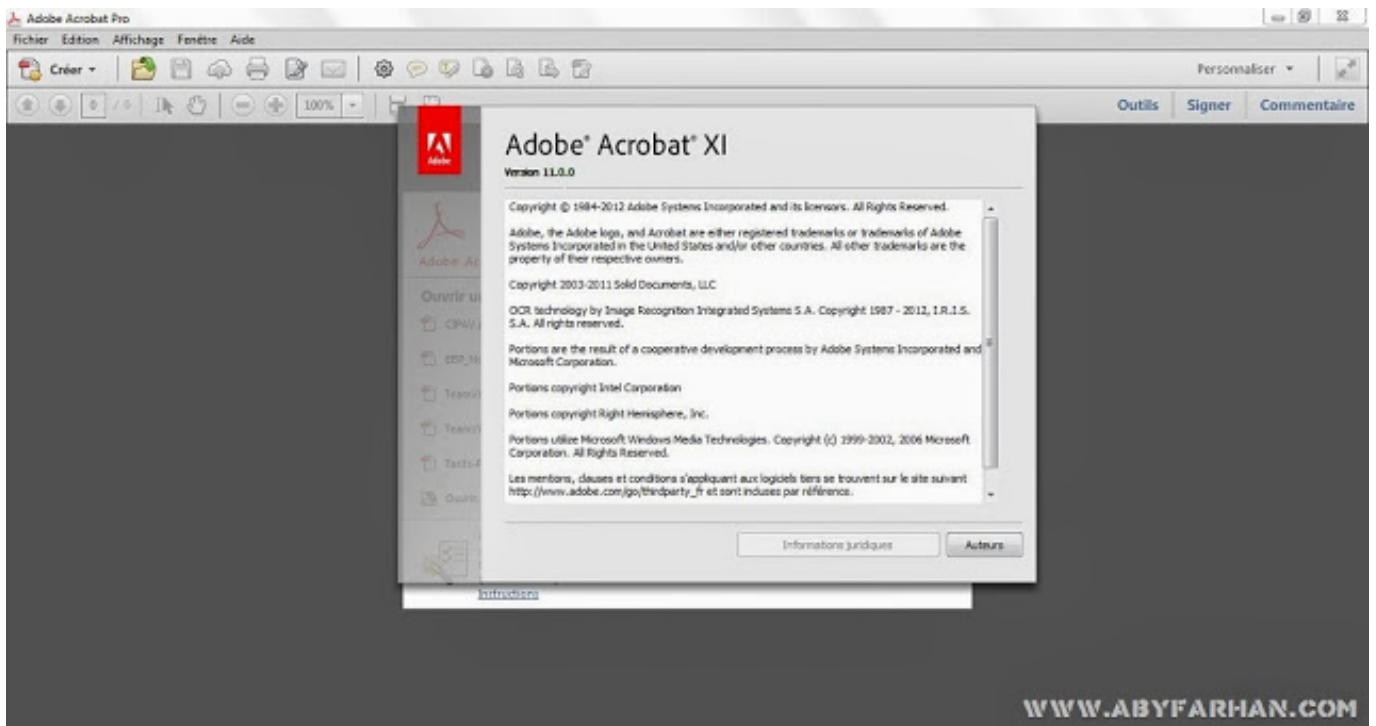 Adobe Acrobat Pro
Fichier Edition Affichage Fenêtre Aide
Créer Personnaliser
0 / 0 100% Outils Signer Commentaire
Adobe
Adobe® Acrobat® XI
Version 11.0.0
Copyright © 1984-2012 Adobe Systems Incorporated and its licensors. All Rights Reserved.
Adobe, the Adobe logo, and Acrobat are either registered trademarks or trademarks of Adobe
Systems Incorporated in the United States and/or other countries. All other trademarks are the
property of their respective owners.
Copyright 2003-2011 Solid Documents, LLC
OCR technology by Image Recognition Integrated Systems S.A. Copyright 1987 - 2012, I.R.I.S.
S.A. All rights reserved.
Portions are the result of a cooperative development process by Adobe Systems Incorporated and
Microsoft Corporation.
Portions copyright Intel Corporation
Portions copyright Right Hemisphere, Inc.
Portions utilize Microsoft Windows Media Technologies. Copyright (c) 1999-2002, 2006 Microsoft
Corporation. All Rights Reserved.
Les mentions, clauses et conditions s'appliquant aux logiciels tiers se trouvent sur le site suivant
http://www.adobe.com/go/thirdparty_fr et sont incluses par référence.
Adobe Ac
Ouvrir un
Ouvrir
Informations juridiques Auteurs
Instructions
WWW.ABYFARHAN.COM